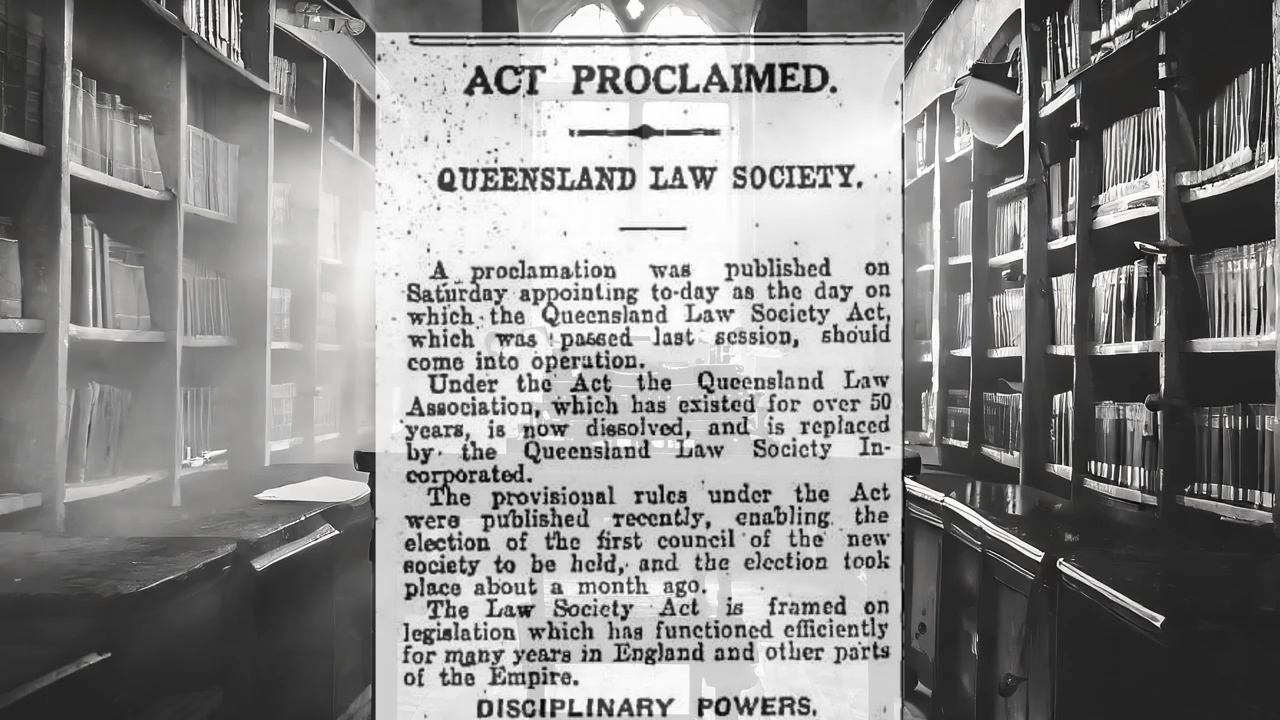 ACT PROCLAIMED.
QUEENSLAND LAW SOCIETY.
A proclamation was published on
Saturday appointing to-day as the day on
which the Queensland Law Society Act,
which was passed last session, should
come into operation.
Under the Act the Queensland Law
Association, which has existed for over 50
years, is now dissolved, and is replaced
by the Queensland Law Society In-
corporated.
The provisional rules under the Act
were published recently, enabling the
election of the first council of the new
society to be held, and the election took
place about a month ago.
The Law Society Act is framed on
legislation which has functioned efficiently
for many years in England and other parts
of the Empire.
DISCIPLINARY POWERS.